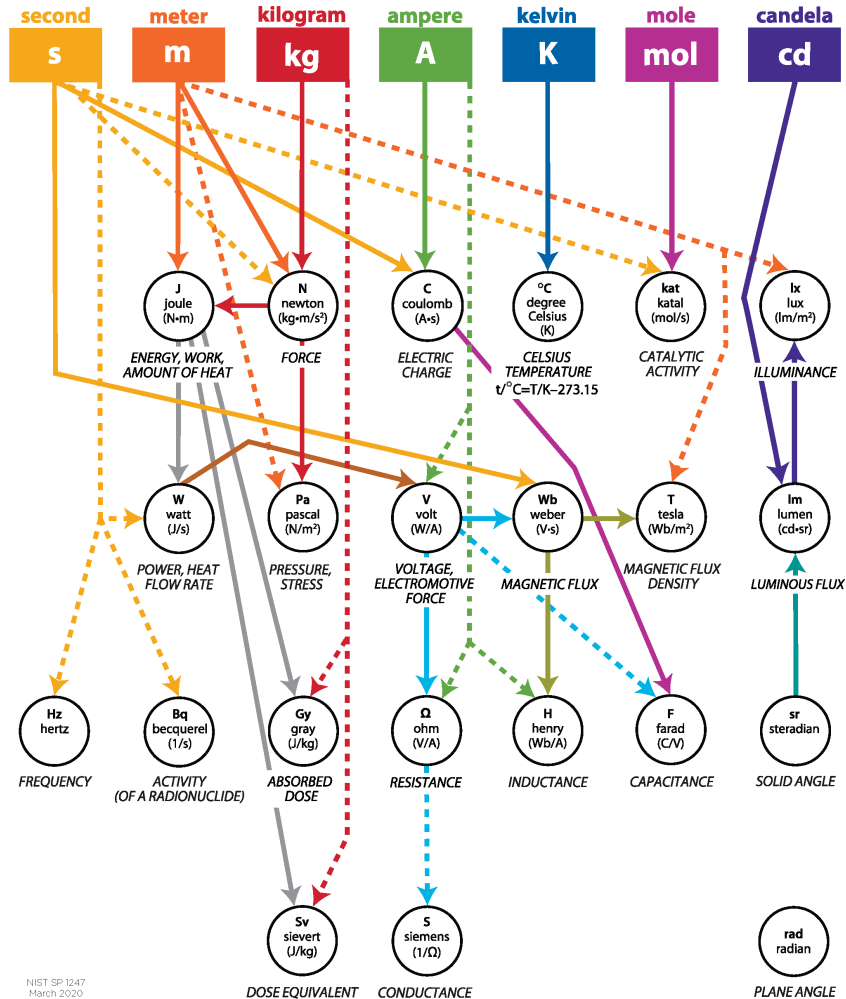 second meter kilogram ampere kelvin mole candela
s m kg A K mol cd
J
joule
(N•m)
ENERGY, WORK,
AMOUNT OF HEAT
N
newton
(kg•m/s²)
FORCE
C
coulomb
(A•s)
ELECTRIC
CHARGE
°C
degree
Celsius
(K)
CELSIUS
TEMPERATURE
t/°C=T/K–273.15
kat
katal
(mol/s)
CATALYTIC
ACTIVITY
lx
lux
(lm/m²)
ILLUMINANCE
W
watt
(J/s)
POWER, HEAT
FLOW RATE
Pa
pascal
(N/m²)
PRESSURE,
STRESS
V
volt
(W/A)
VOLTAGE,
ELECTROMOTIVE
FORCE
Wb
weber
(V·s)
MAGNETIC FLUX
T
tesla
(Wb/m²)
MAGNETIC FLUX
DENSITY
lm
lumen
(cd•sr)
LUMINOUS FLUX
Hz
hertz
FREQUENCY
Bq
becquerel
(1/s)
ACTIVITY
(OF A RADIONUCLIDE)
Gy
gray
(J/kg)
ABSORBED
DOSE
Ω
ohm
(V/A)
RESISTANCE
H
henry
(Wb/A)
INDUCTANCE
F
farad
(C/V)
CAPACITANCE
sr
steradian
SOLID ANGLE
Sv
sievert
(J/kg)
DOSE EQUIVALENT
S
siemens
(1/Ω)
CONDUCTANCE
rad
radian
PLANE ANGLE
NIST SP 1247
March 2020